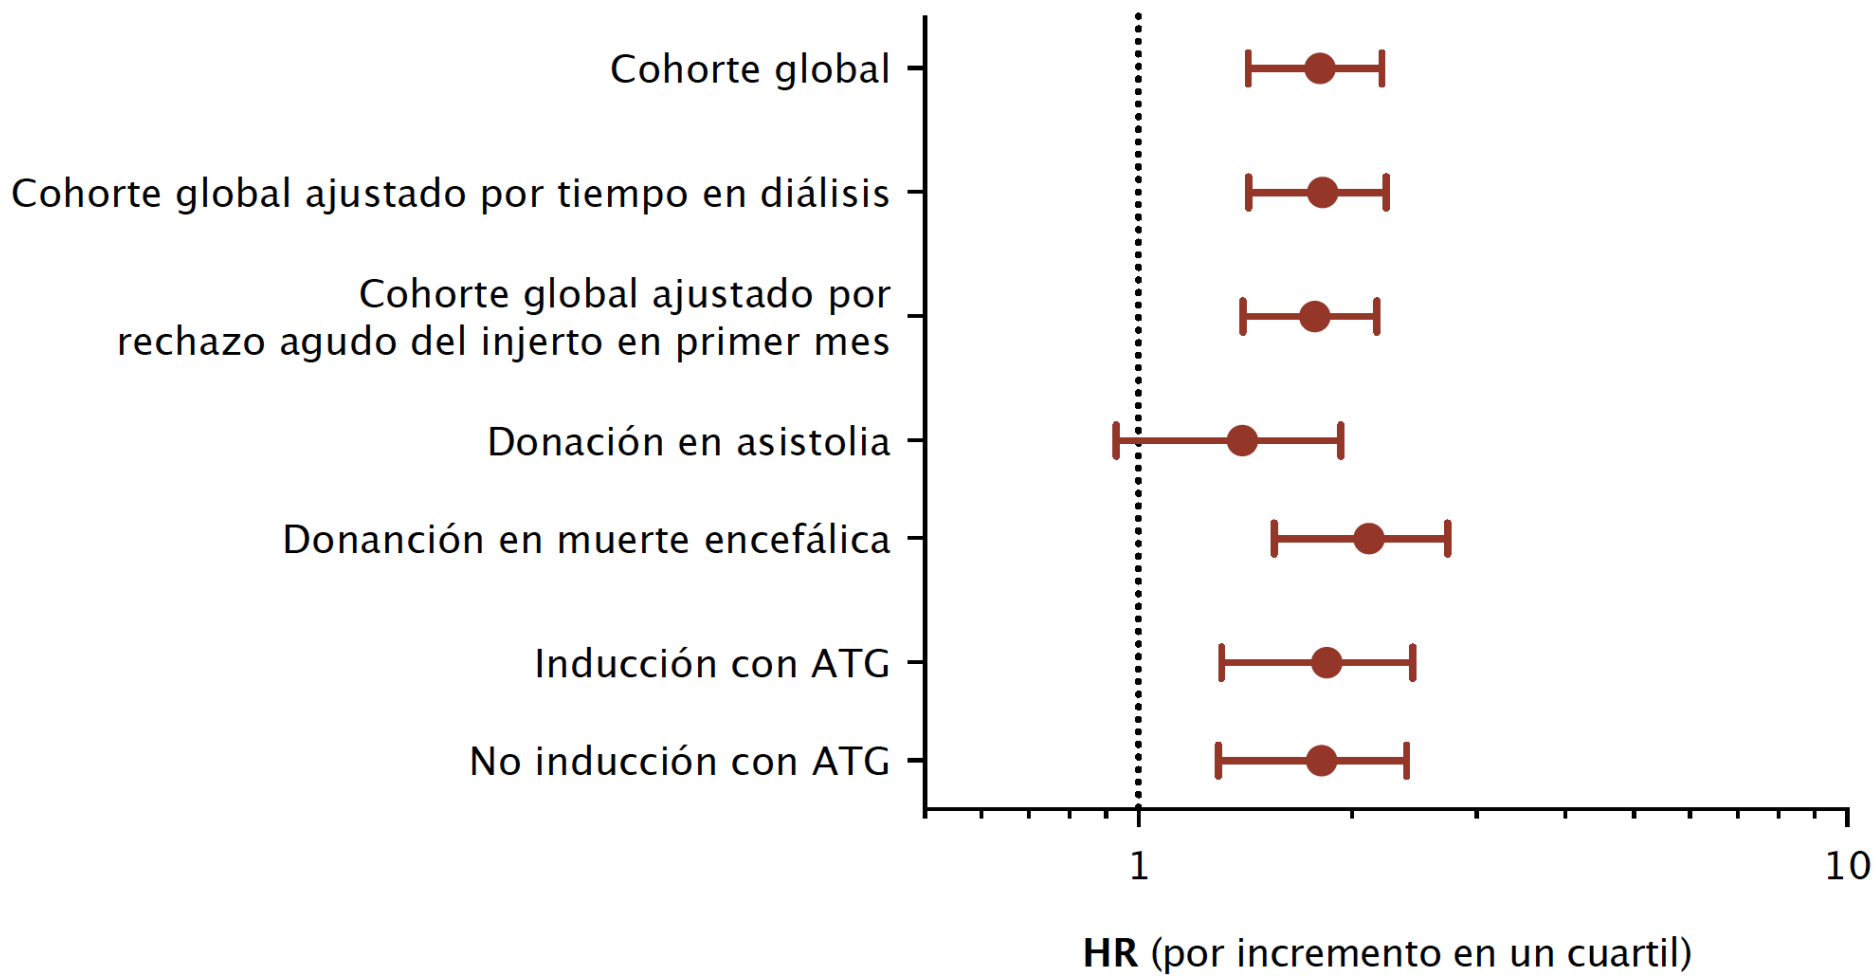 Cohorte global
Cohorte global ajustado por tiempo en diálisis
Cohorte global ajustado por
rechazo agudo del injerto en primer mes
Donación en asistolia
Donanción en muerte encefálica
Inducción con ATG
No inducción con ATG
1
10
HR (por incremento en un cuartil)